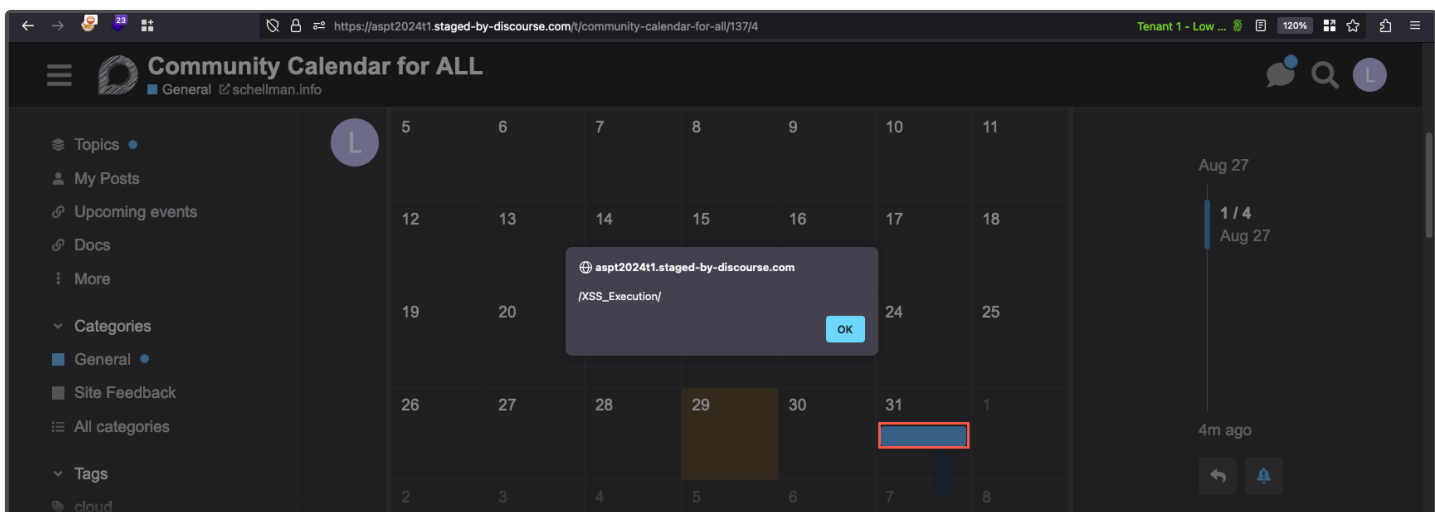 23
https://aspt2024t1.staged-by-discourse.com/t/community-calendar-for-all/137/4
Tenant 1 - Low ...
120%
Community Calendar for ALL
General schellman.info
L
Topics
My Posts
Upcoming events
Docs
More
Categories
General
Site Feedback
All categories
Tags
cloud
L
5 6 7 8 9 10 11
12 13 14 15 16 17 18
19 20 24 25
26 27 28 29 30 31 1
2 3 4 5 6 7 8
aspt2024t1.staged-by-discourse.com
/XSS_Execution/
OK
Aug 27
1 / 4
Aug 27
4m ago